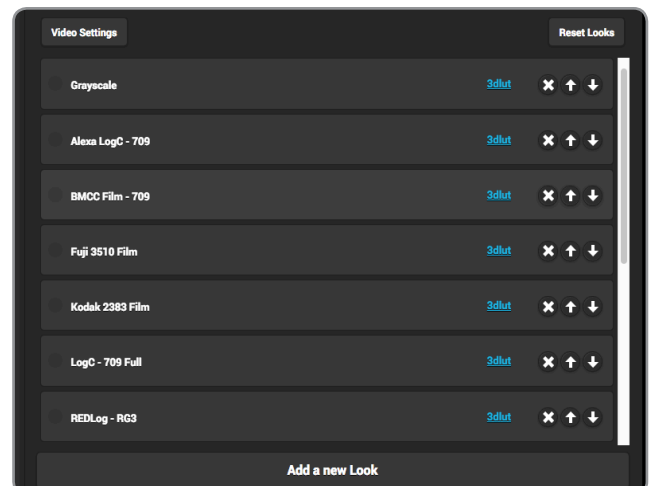 Video Settings Reset Looks
Grayscale 3dlut
Alexa LogC - 709 3dlut
BMCC Film - 709 3dlut
Fuji 3510 Film 3dlut
Kodak 2383 Film 3dlut
LogC - 709 Full 3dlut
REDLog - RG3 3dlut
Add a new Look